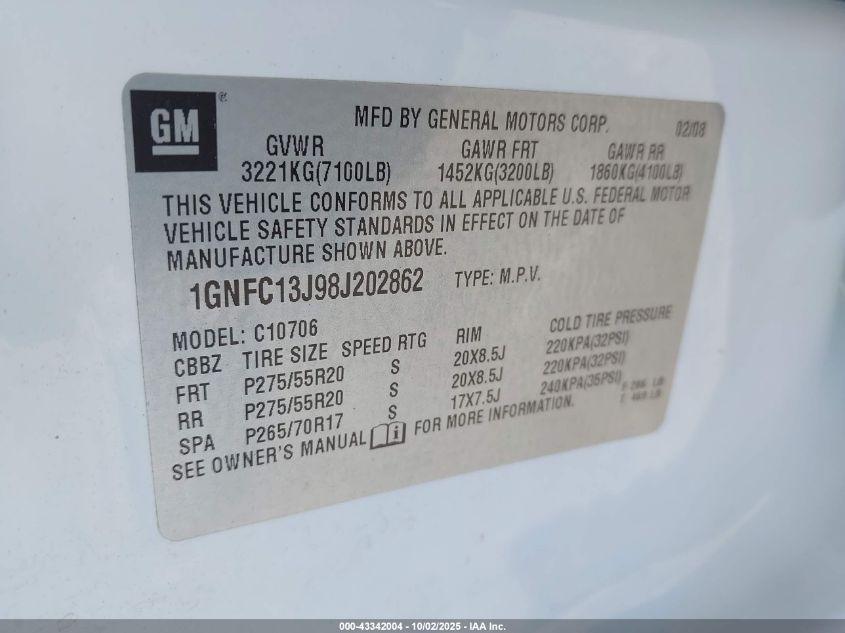 GM®
MFD BY GENERAL MOTORS CORP. 02/08
GVWR GAWR FRT GAWR RR
3221KG(7100LB) 1452KG(3200LB) 1860KG(4100LB)
THIS VEHICLE CONFORMS TO ALL APPLICABLE U.S. FEDERAL MOTOR
VEHICLE SAFETY STANDARDS IN EFFECT ON THE DATE OF
MANUFACTURE SHOWN ABOVE.
1GNFC13J98J202862 TYPE: M.P.V.
MODEL: C10706
CBBZ TIRE SIZE SPEED RTG RIM COLD TIRE PRESSURE
FRT P275/55R20 S 20X8.5J 220KPA(32PSI)
RR P275/55R20 S 20X8.5J 220KPA(32PSI)
SPA P265/70R17 S 17X7.5J 240KPA(35PSI)
SEE OWNER'S MANUAL i FOR MORE INFORMATION.
000-43342004 - 10/02/2025 - IAA Inc.